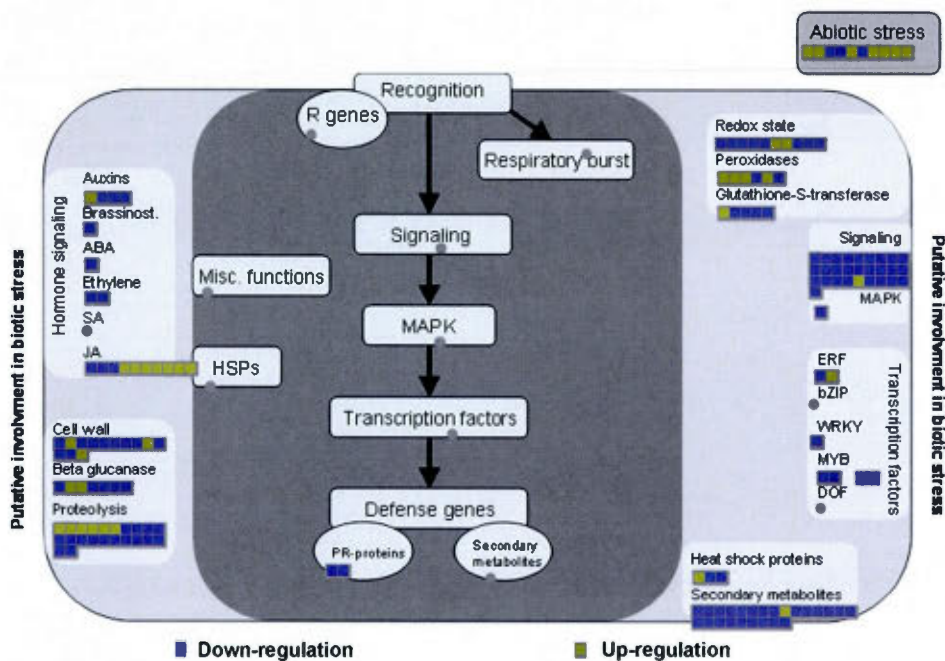 Abiotic stress
Recognition
R genes
Respiratory burst
Redox state
Peroxidases
Glutathione-S-transferase
Auxins
Brassinost.
ABA
Ethylene
SA
JA
Hormone signaling
Putative involvment in biotic stress
Signaling
Misc. functions
MAPK
HSPs
Transcription factors
Defense genes
PR-proteins
Secondary
metabolites
Cell wall
Beta glucanase
Proteolysis
Signaling
MAPK
ERF
bZIP
WRKY
MYB
DOF
Transcription factors
Putative involvment in biotic stress
Heat shock proteins
Secondary metabolites
Down-regulation
Up-regulation